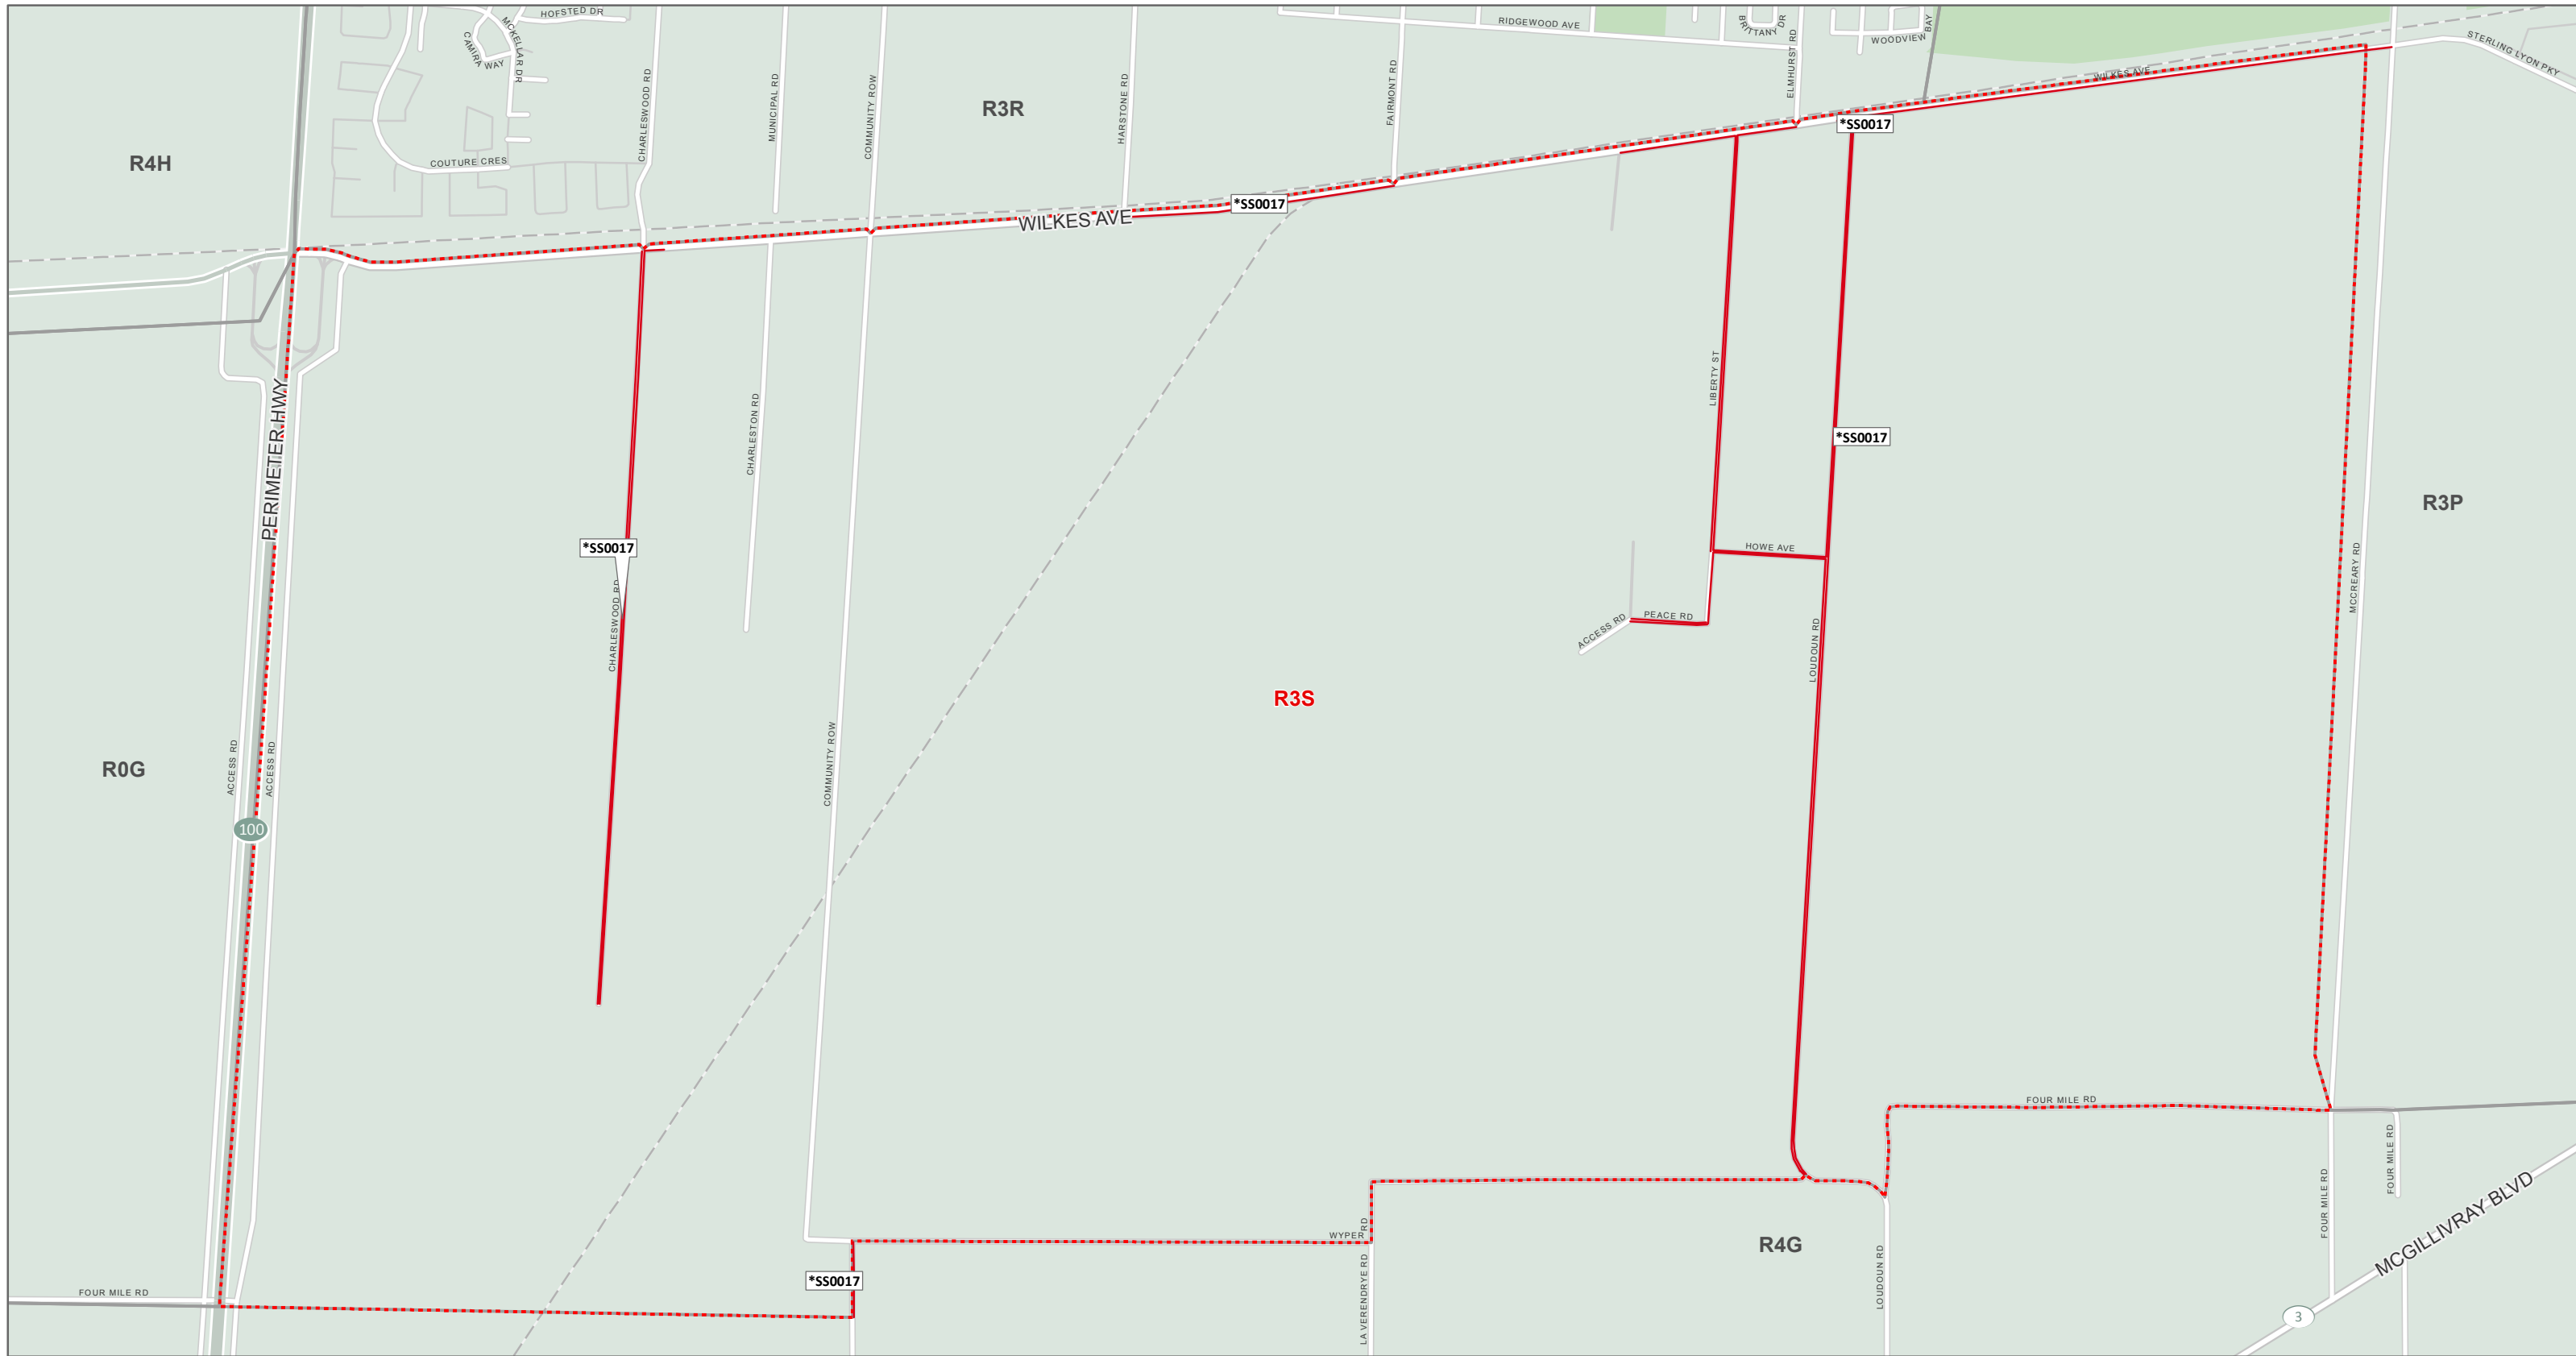 HOFSTED DR
MCKELLAR DR
CAMIRA WAY
COUTURE CRES
CHARLESWOOD RD
MUNICIPAL RD
COMMUNITY ROW
R3R
R4H
HARSTONE RD
FAIRMONT RD
RIDGEWOOD AVE
BRITTANY DR
ELMHURST RD
WOODVIEW BAY
WILKES AVE
STERLING LYON PKY
*SS0017
*SS0017
WILKES AVE
PERIMETER HWY
CHARLESTON RD
LIBERTY ST
*SS0017
R3P
*SS0017
CHARLESWOOD RD
HOWE AVE
MCCREARY RD
ACCESS RD
PEACE RD
LOUDOUN RD
R3S
R0G
ACCESS RD
ACCESS RD
COMMUNITY ROW
100
FOUR MILE RD
WYPER RD
R4G
FOUR MILE RD
FOUR MILE RD
MCGILLIVRAY BLVD
*SS0017
FOUR MILE RD
LA VERENDRYE RD
LOUDOUN RD
3